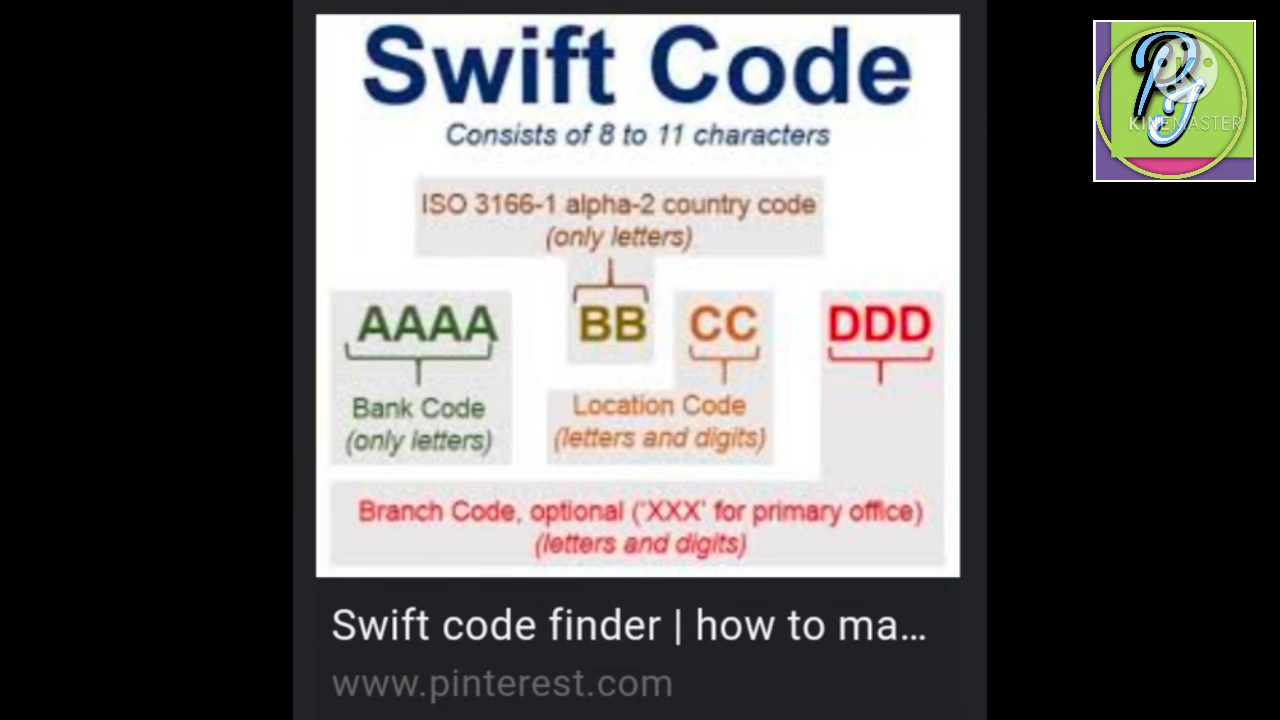 Swift Code
Consists of 8 to 11 characters
ISO 3166-1 alpha-2 country code
(only letters)
AAAA BB CC DDD
Bank Code
(only letters)
Location Code
(letters and digits)
Branch Code, optional ('XXX' for primary office)
(letters and digits)
Swift code finder | how to ma...
www.pinterest.com
KINEMASTER